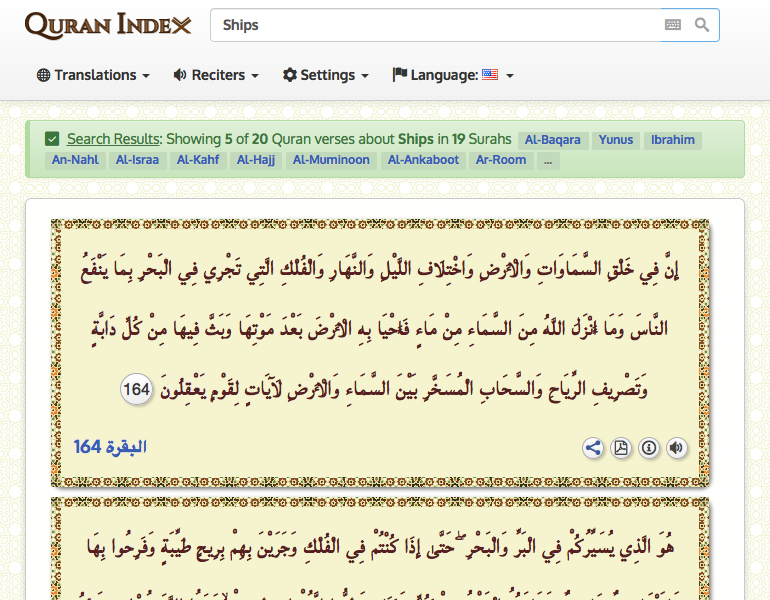 QURAN INDEX
Ships
Translations Reciters Settings Language:
Search Results: Showing 5 of 20 Quran verses about Ships in 19 Surahs Al-Baqara Yunus Ibrahim
An-Nahl Al-Israa Al-Kahf Al-Hajj Al-Muminoon Al-Ankaboot Ar-Room ...
إِنَّ فِي خَلْقِ السَّمَاوَاتِ وَالْأَرْضِ وَاخْتِلَافِ اللَّيْلِ وَالنَّهَارِ وَالْفُلْكِ الَّتِي تَجْرِي فِي الْبَحْرِ بِمَا يَنْفَعُ
النَّاسَ وَمَا أَنْزَلَ اللَّهُ مِنَ السَّمَاءِ مِنْ مَاءٍ فَأَحْيَا بِهِ الْأَرْضَ بَعْدَ مَوْتِهَا وَبَثَّ فِيهَا مِنْ كُلِّ دَابَّةٍ
وَتَصْرِيفِ الرِّيَاحِ وَالسَّحَابِ الْمُسَخَّرِ بَيْنَ السَّمَاءِ وَالْأَرْضِ لَآيَاتٍ لِقَوْمٍ يَعْقِلُونَ 164
البقرة 164
هُوَ الَّذِي يُسَيِّرُكُمْ فِي الْبَرِّ وَالْبَحْرِ ۖ حَتَّىٰ إِذَا كُنْتُمْ فِي الْفُلْكِ وَجَرَيْنَ بِهِمْ بِرِيحٍ طَيِّبَةٍ وَفَرِحُوا بِهَا